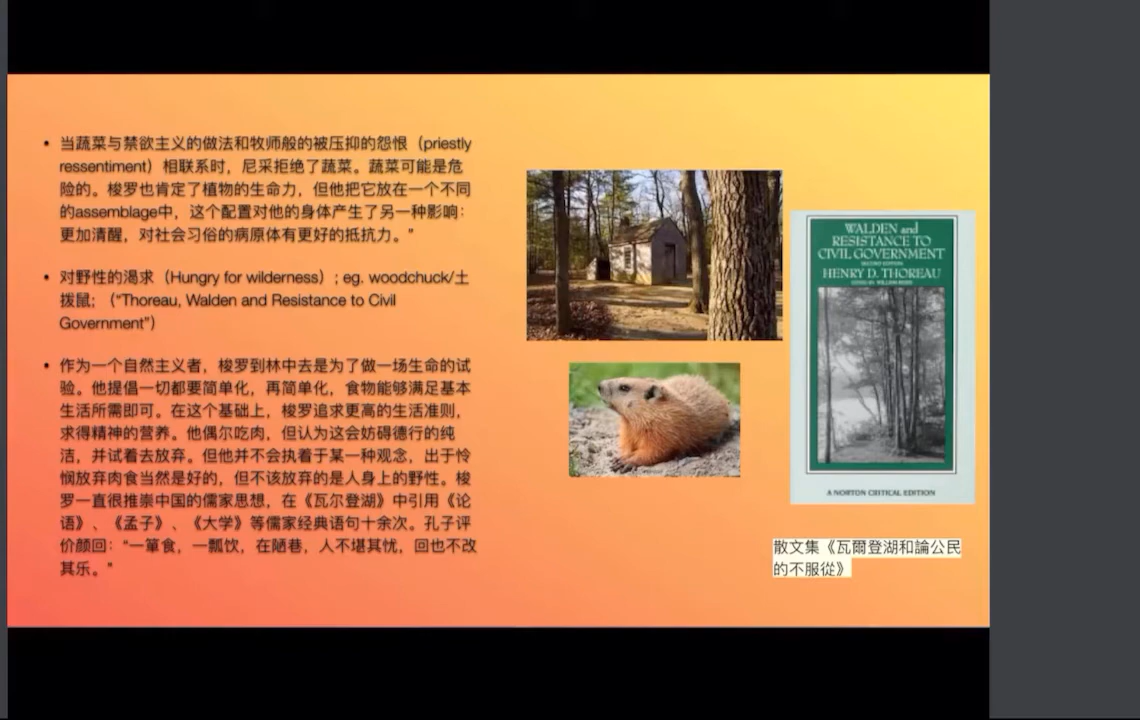 • 当蔬菜与禁欲主义的做法和牧师般的被压抑的怨恨（priestly
ressentiment）相联系时，尼采拒绝了蔬菜。蔬菜可能是危
险的。梭罗也肯定了植物的生命力，但他把它放在一个不同
的assemblage中，这个配置对他的身体产生了另一种影响：
更加清醒，对社会习俗的病原体有更好的抵抗力。”
• 对野性的渴求（Hungry for wilderness）; eg. woodchuck/土
拨鼠；（“Thoreau, Walden and Resistance to Civil
Government”）
• 作为一个自然主义者，梭罗到林中去是为了做一场生命的试
验。他提倡一切都要简单化，再简单化，食物能够满足基本
生活所需即可。在这个基础上，梭罗追求更高的生活准则，
求得精神的营养。他偶尔吃肉，但认为这会妨碍德行的纯
洁，并试着去放弃。但他并不会执着于某一种观念，出于怜
悯放弃肉食当然是好的，但不该放弃的是人身上的野性。梭
罗一直很推崇中国的儒家思想，在《瓦尔登湖》中引用《论
语》、《孟子》、《大学》等儒家经典语句十余次。孔子评
价颜回：“一箪食，一瓢饮，在陋巷，人不堪其忧，回也不改
其乐。”
WALDEN and
RESISTANCE TO
CIVIL GOVERNMENT
SECOND EDITION
HENRY D. THOREAU
EDITED BY WILLIAM ROSSI
A NORTON CRITICAL EDITION
散文集《瓦爾登湖和論公民
的不服從》